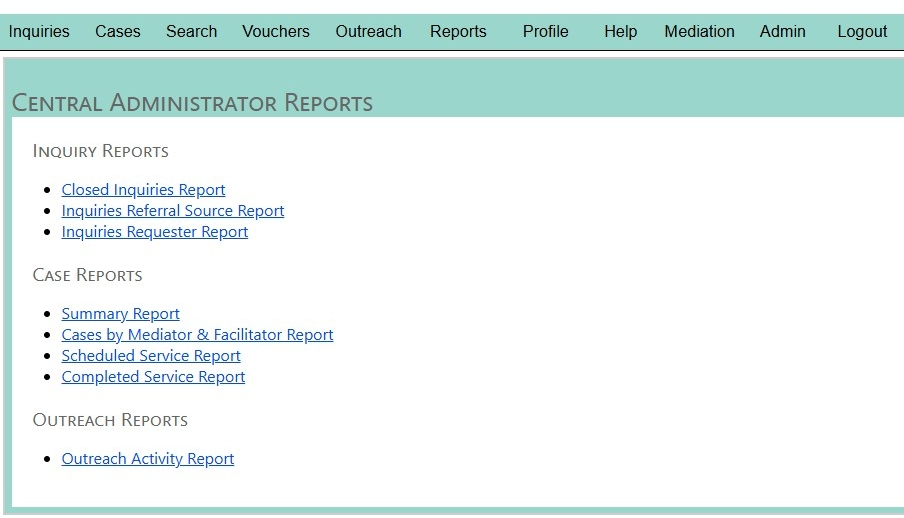 Inquiries Cases Search Vouchers Outreach Reports Profile Help Mediation Admin Logout
Central Administrator Reports
Inquiry Reports
Closed Inquiries Report
Inquiries Referral Source Report
Inquiries Requester Report
Case Reports
Summary Report
Cases by Mediator & Facilitator Report
Scheduled Service Report
Completed Service Report
Outreach Reports
Outreach Activity Report